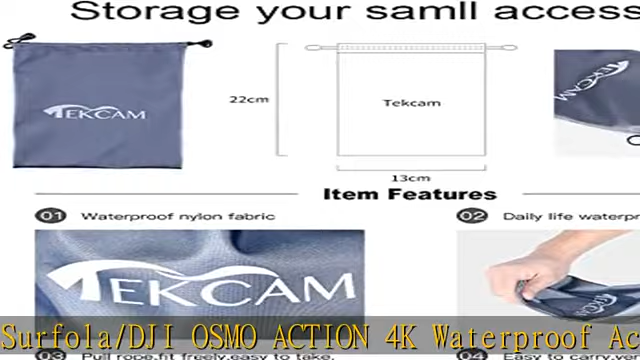 Storage your samll access
TEKCAM
22cm
Tekcam
TEKCAM
13cm
Item Features
01 Waterproof nylon fabric
02 Daily life waterpr
TEKCAM
Surfola/DJI OSMO ACTION 4K Waterproof Ac
03 Pull rope,fit freely,easy to take.
04 Easy to carry,